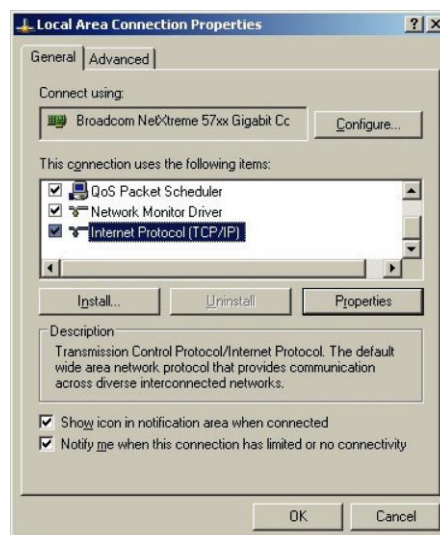 Local Area Connection Properties
General
Advanced
Connect using:
Broadcom NetXtreme 57xx Gigabit Cc
Configure...
This connection uses the following items:
QoS Packet Scheduler
Network Monitor Driver
Internet Protocol (TCP/IP)
Install...
Uninstall
Properties
Description
Transmission Control Protocol/Internet Protocol. The default
wide area network protocol that provides communication
across diverse interconnected networks.
Show icon in notification area when connected
Notify me when this connection has limited or no connectivity
OK
Cancel